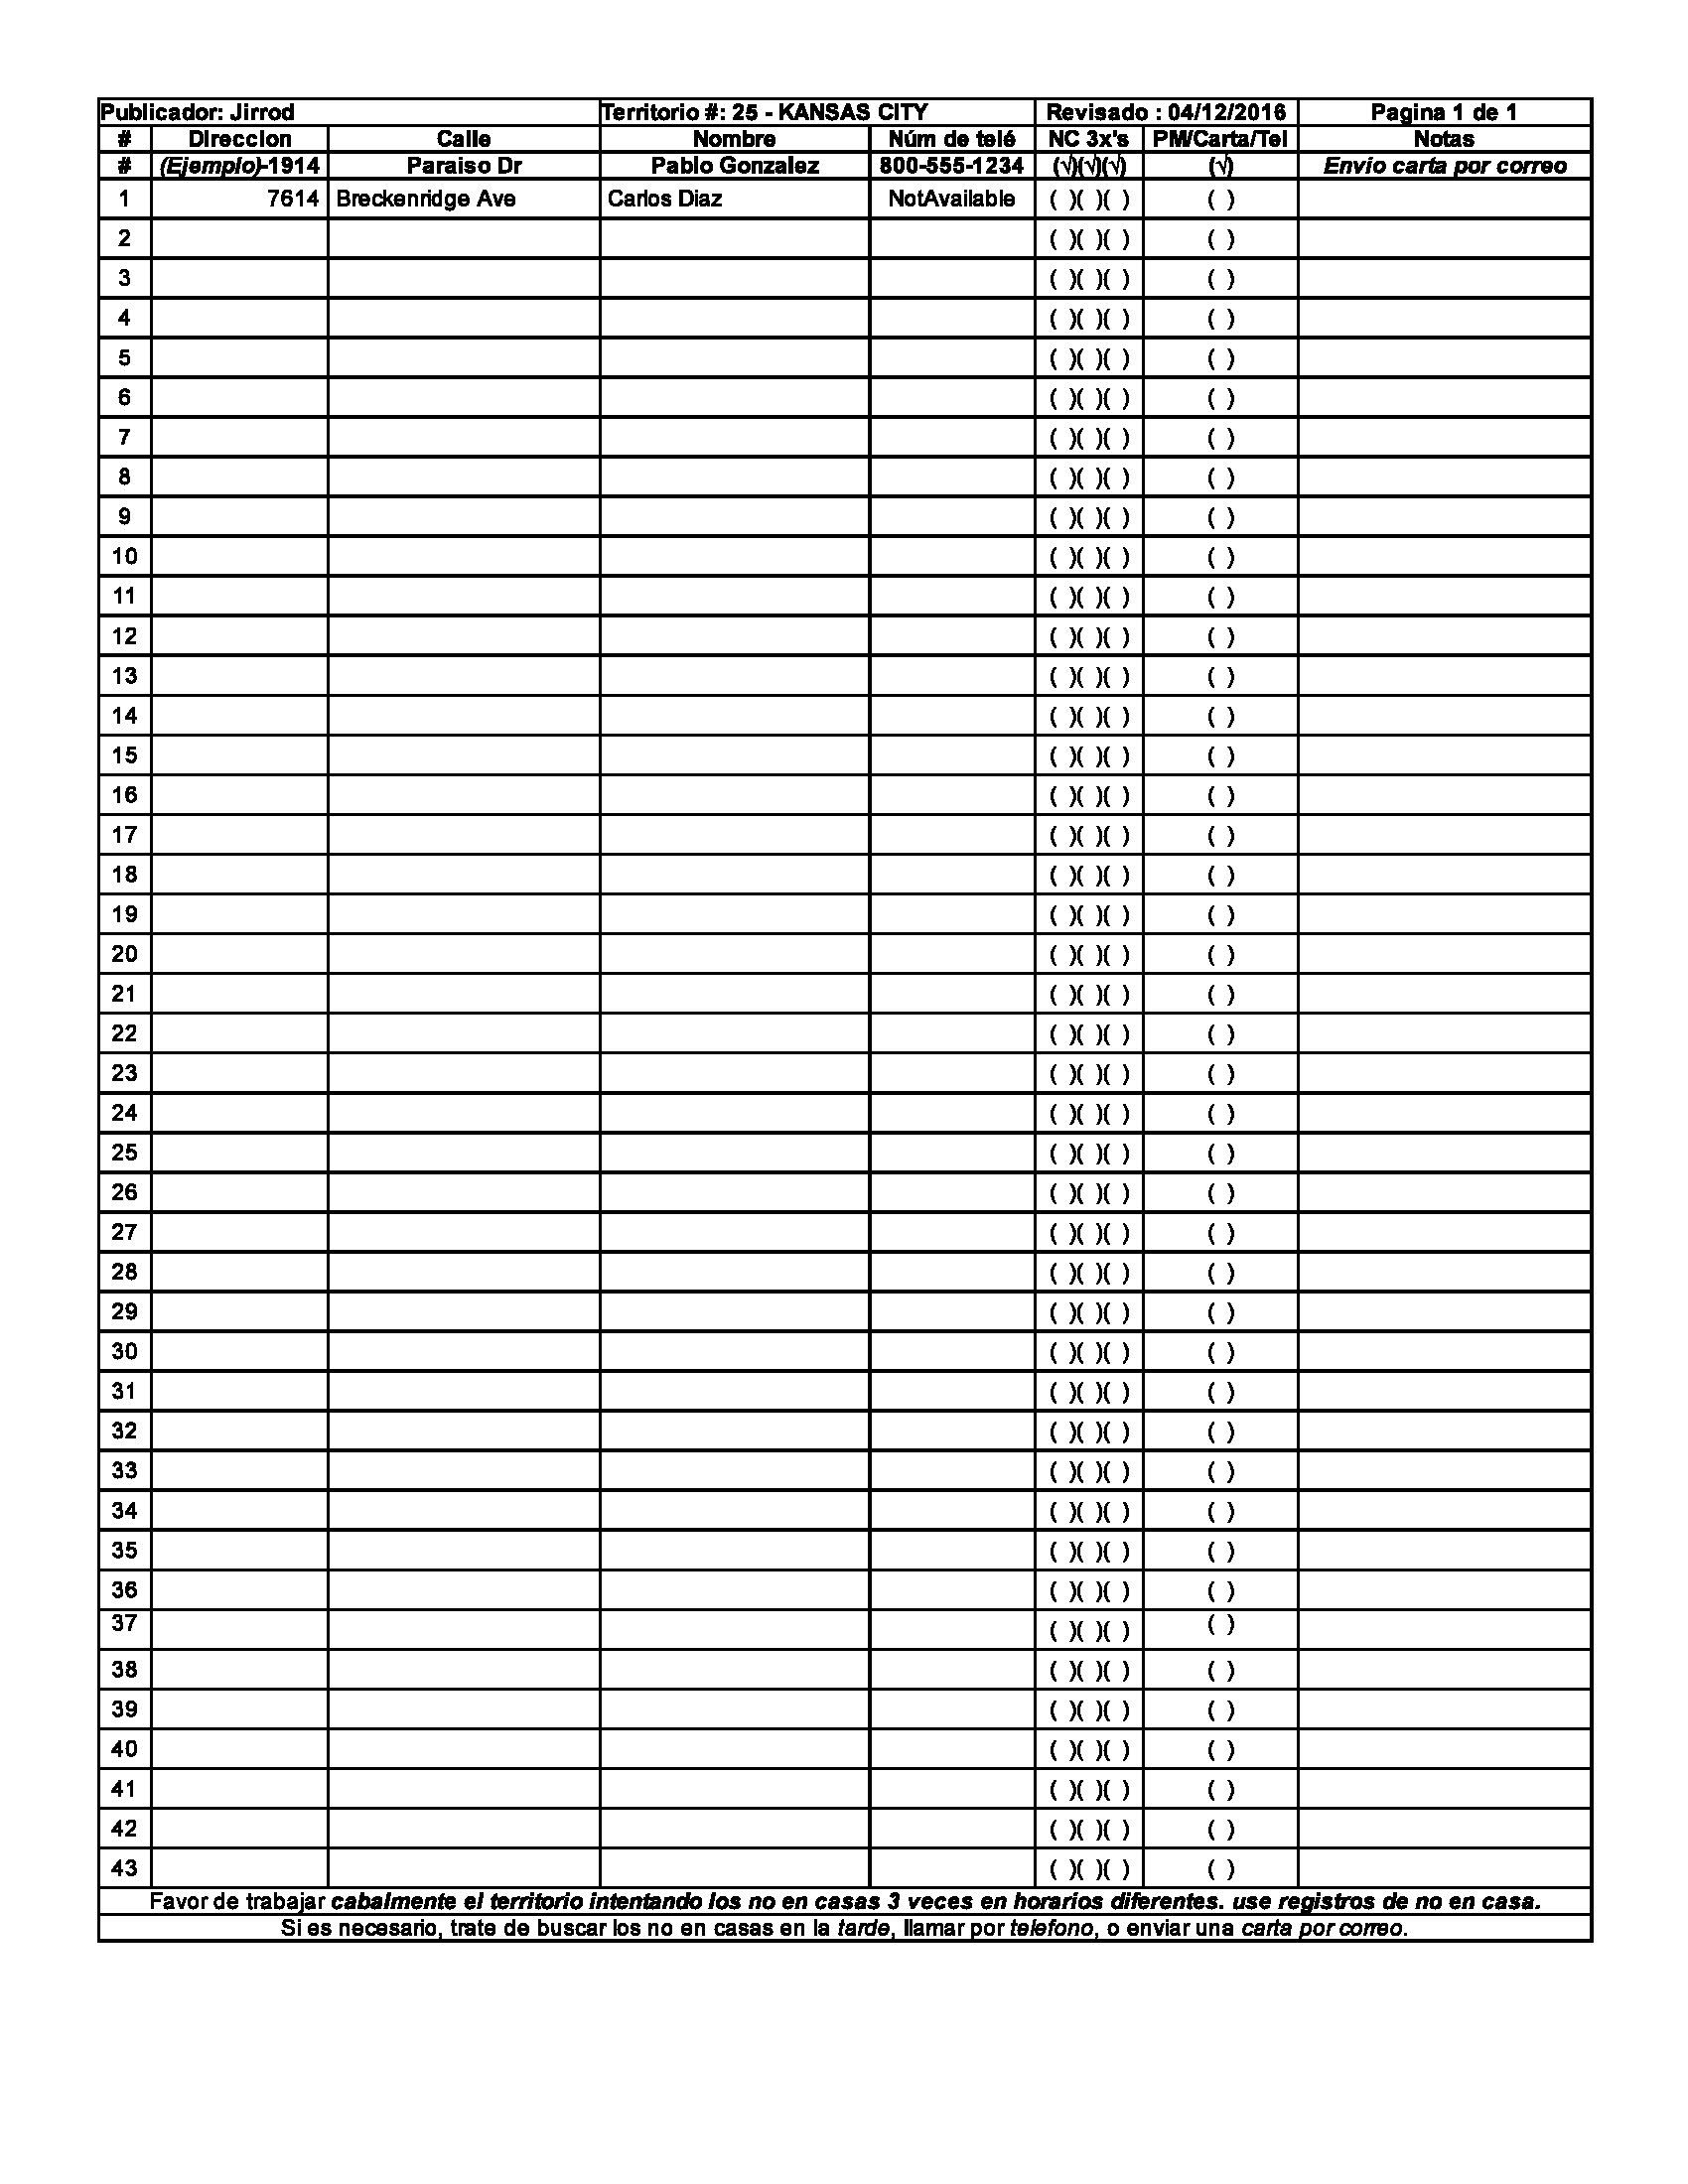 Publicador: Jirrod Territorio #: 25 - KANSAS CITY Revisado : 04/12/2016 Pagina 1 de 1
# Direccion Calle Nombre Núm de telé NC 3x's PM/Carta/Tel Notas
# (Ejemplo)-1914 Paraiso Dr Pablo Gonzalez 800-555-1234 (√)(√)(√) (√) Envio carta por correo
1 7614 Breckenridge Ave Carlos Diaz NotAvailable ( )( )( ) ( )
2 ( )( )( ) ( )
3 ( )( )( ) ( )
4 ( )( )( ) ( )
5 ( )( )( ) ( )
6 ( )( )( ) ( )
7 ( )( )( ) ( )
8 ( )( )( ) ( )
9 ( )( )( ) ( )
10 ( )( )( ) ( )
11 ( )( )( ) ( )
12 ( )( )( ) ( )
13 ( )( )( ) ( )
14 ( )( )( ) ( )
15 ( )( )( ) ( )
16 ( )( )( ) ( )
17 ( )( )( ) ( )
18 ( )( )( ) ( )
19 ( )( )( ) ( )
20 ( )( )( ) ( )
21 ( )( )( ) ( )
22 ( )( )( ) ( )
23 ( )( )( ) ( )
24 ( )( )( ) ( )
25 ( )( )( ) ( )
26 ( )( )( ) ( )
27 ( )( )( ) ( )
28 ( )( )( ) ( )
29 ( )( )( ) ( )
30 ( )( )( ) ( )
31 ( )( )( ) ( )
32 ( )( )( ) ( )
33 ( )( )( ) ( )
34 ( )( )( ) ( )
35 ( )( )( ) ( )
36 ( )( )( ) ( )
37 ( )( )( ) ( )
38 ( )( )( ) ( )
39 ( )( )( ) ( )
40 ( )( )( ) ( )
41 ( )( )( ) ( )
42 ( )( )( ) ( )
43 ( )( )( ) ( )
Favor de trabajar cabalmente el territorio intentando los no en casas 3 veces en horarios diferentes. use registros de no en casa.
Si es necesario, trate de buscar los no en casas en la tarde, llamar por telefono, o enviar una carta por correo.